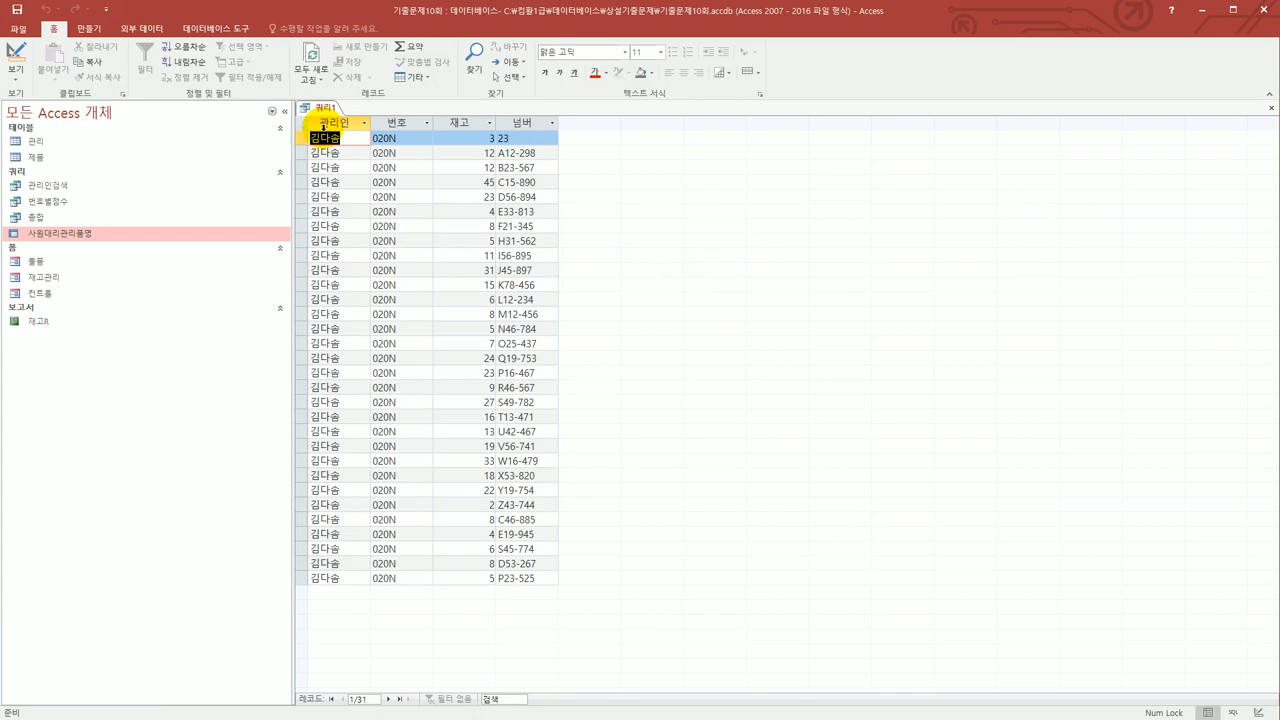 기출문제10회 : 데이터베이스- C:₩컴활1급₩데이터베이스₩상설기출문제₩기출문제10회.accdb (Access 2007 - 2016 파일 형식) - Access
파일 홈 만들기 외부 데이터 데이터베이스 도구 수행할 작업을 알려 주세요.
보기 붙여넣기 잘라내기 복사 서식 복사
필터 오름차순 내림차순 정렬 제거 선택 영역 고급 필터 적용/해제
모두 새로 고침 새로 만들기 저장 삭제 요약 맞춤법 검사 기타
찾기 바꾸기 이동 선택
맑은 고딕 11
가 가 가 가
보기 클립보드 정렬 및 필터 레코드 찾기 텍스트 서식
모든 Access 개체
테이블
관리
제품
쿼리
관리인검색
번호별점수
종합
사원대리관리품명
폼
물품
재고관리
컨트롤
보고서
재고R
쿼리1
관리인 번호 재고 넘버
김다솜 020N 3 23
김다솜 020N 12 A12-298
김다솜 020N 12 B23-567
김다솜 020N 45 C15-890
김다솜 020N 23 D56-894
김다솜 020N 4 E33-813
김다솜 020N 8 F21-345
김다솜 020N 5 H31-562
김다솜 020N 11 I56-895
김다솜 020N 31 J45-897
김다솜 020N 15 K78-456
김다솜 020N 6 L12-234
김다솜 020N 8 M12-456
김다솜 020N 5 N46-784
김다솜 020N 7 O25-437
김다솜 020N 24 Q19-753
김다솜 020N 23 P16-467
김다솜 020N 9 R46-567
김다솜 020N 27 S49-782
김다솜 020N 16 T13-471
김다솜 020N 13 U42-467
김다솜 020N 19 V56-741
김다솜 020N 33 W16-479
김다솜 020N 18 X53-820
김다솜 020N 22 Y19-754
김다솜 020N 2 Z43-744
김다솜 020N 8 C46-885
김다솜 020N 4 E19-945
김다솜 020N 6 S45-774
김다솜 020N 8 D53-267
김다솜 020N 5 P23-525
레코드: 1/31 필터 없음 검색
준비 Num Lock SQL